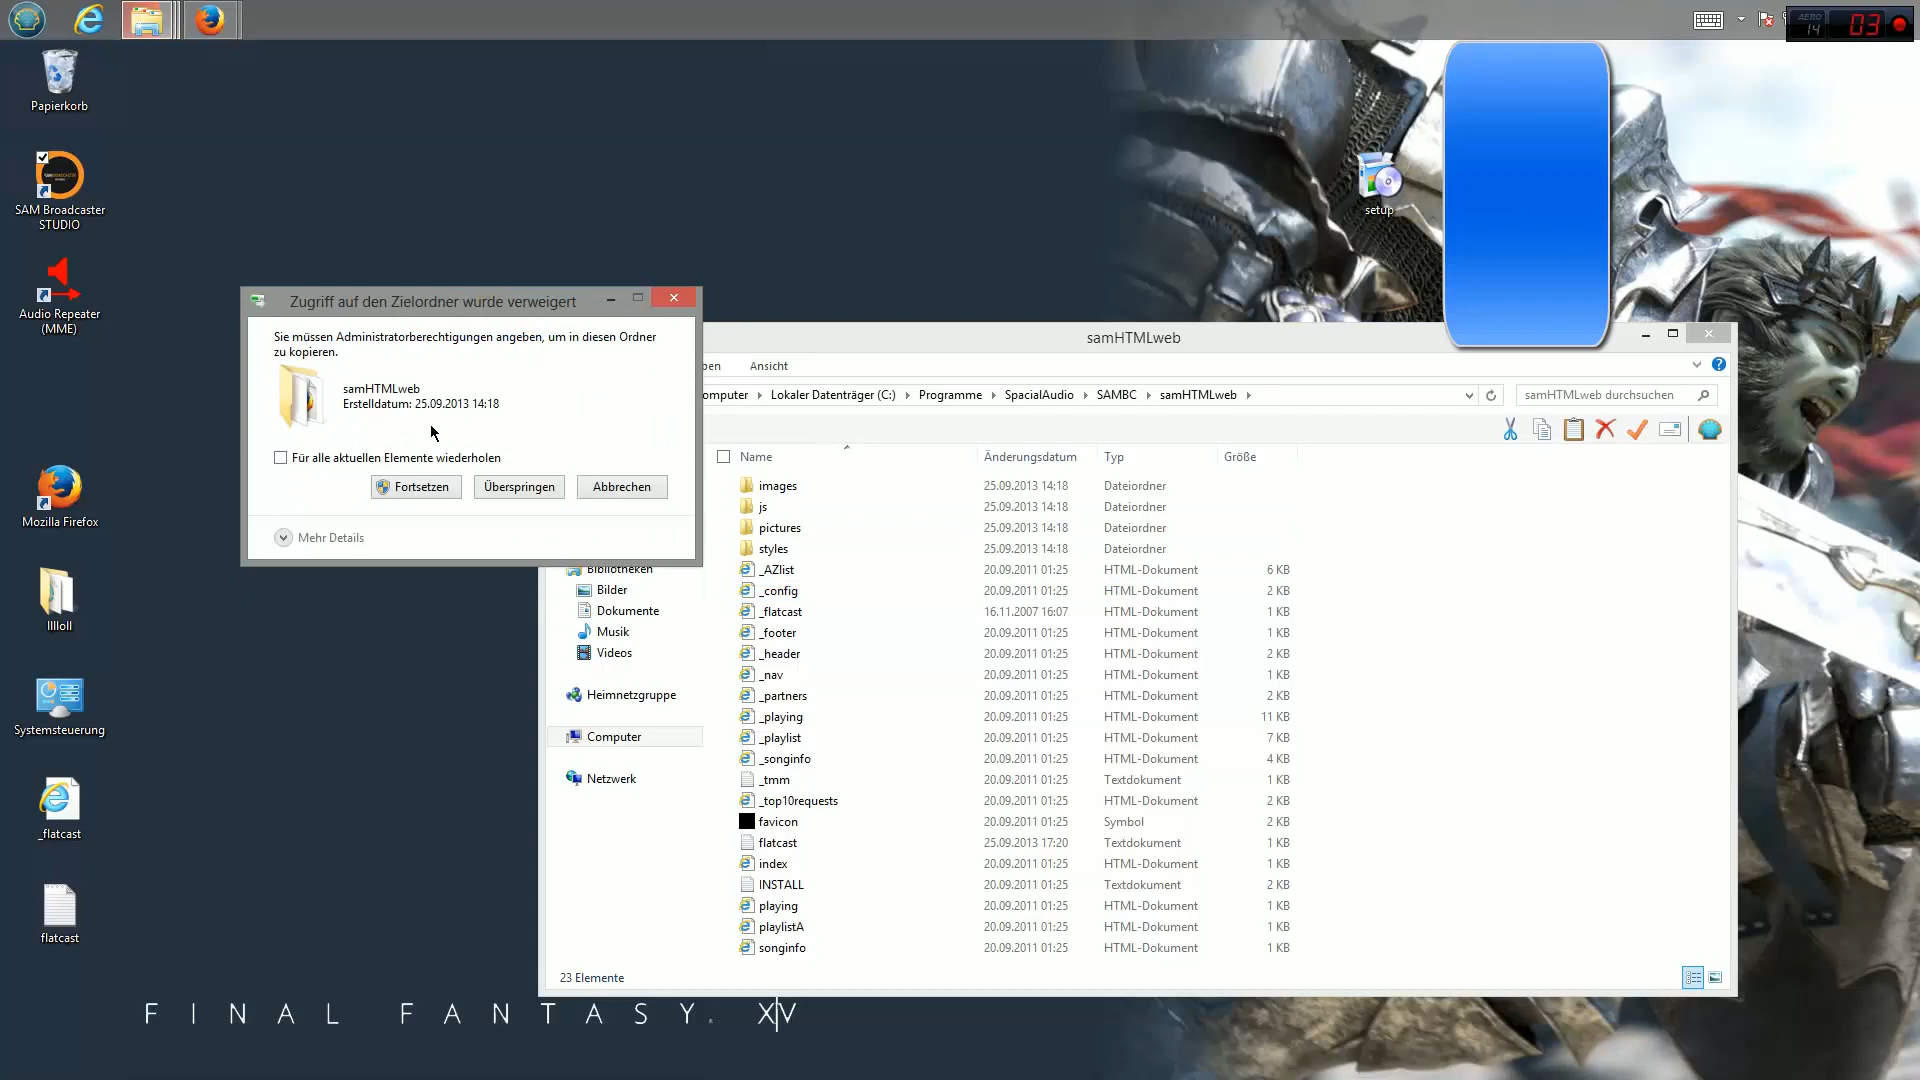 AERO
14
03
Papierkorb
SAM Broadcaster
STUDIO
Audio Repeater
(MME)
Mozilla Firefox
IIIoll
Systemsteuerung
_flatcast
flatcast
setup
Zugriff auf den Zielordner wurde verweigert
Sie müssen Administratorberechtigungen angeben, um in diesen Ordner
zu kopieren.
samHTMLweb
Erstelldatum: 25.09.2013 14:18
Für alle aktuellen Elemente wiederholen
Fortsetzen Überspringen Abbrechen
Mehr Details
samHTMLweb
Ansicht
Lokaler Datenträger (C:) Programme SpacialAudio SAMBC samHTMLweb
samHTMLweb durchsuchen
Name Änderungsdatum Typ Größe
Bibliotheken
Bilder
Dokumente
Musik
Videos
Heimnetzgruppe
Computer
Netzwerk
images 25.09.2013 14:18 Dateiordner
js 25.09.2013 14:18 Dateiordner
pictures 25.09.2013 14:18 Dateiordner
styles 25.09.2013 14:18 Dateiordner
_AZlist 20.09.2011 01:25 HTML-Dokument 6 KB
_config 20.09.2011 01:25 HTML-Dokument 2 KB
_flatcast 16.11.2007 16:07 HTML-Dokument 1 KB
_footer 20.09.2011 01:25 HTML-Dokument 1 KB
_header 20.09.2011 01:25 HTML-Dokument 2 KB
_nav 20.09.2011 01:25 HTML-Dokument 1 KB
_partners 20.09.2011 01:25 HTML-Dokument 2 KB
_playing 20.09.2011 01:25 HTML-Dokument 11 KB
_playlist 20.09.2011 01:25 HTML-Dokument 7 KB
_songinfo 20.09.2011 01:25 HTML-Dokument 4 KB
_tmm 20.09.2011 01:25 Textdokument 1 KB
_top10requests 20.09.2011 01:25 HTML-Dokument 2 KB
favicon 20.09.2011 01:25 Symbol 2 KB
flatcast 25.09.2013 17:20 Textdokument 1 KB
index 20.09.2011 01:25 HTML-Dokument 1 KB
INSTALL 20.09.2011 01:25 Textdokument 2 KB
playing 20.09.2011 01:25 HTML-Dokument 1 KB
playlistA 20.09.2011 01:25 HTML-Dokument 1 KB
songinfo 20.09.2011 01:25 HTML-Dokument 1 KB
23 Elemente
FINAL FANTASY. XV